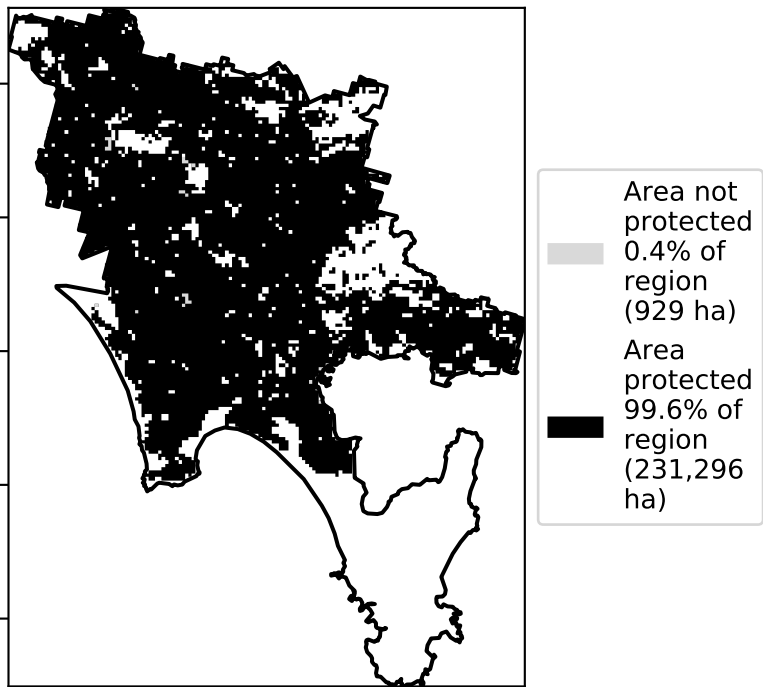 Area not
protected
0.4% of
region
(929 ha)
Area
protected
99.6% of
region
(231,296
ha)